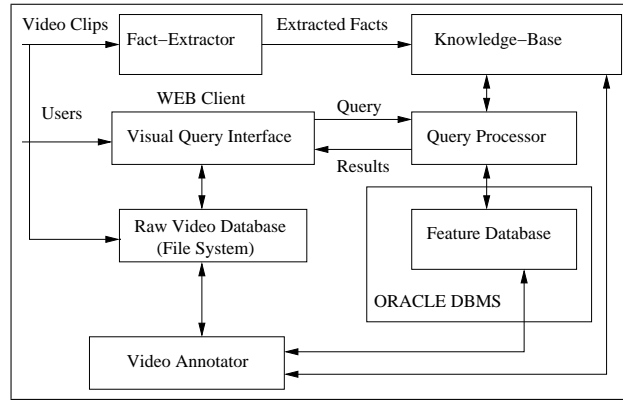 Video Clips
Fact−Extractor
Extracted Facts
Knowledge−Base
Users
WEB Client
Visual Query Interface
Query
Results
Query Processor
Raw Video Database
(File System)
Feature Database
ORACLE DBMS
Video Annotator